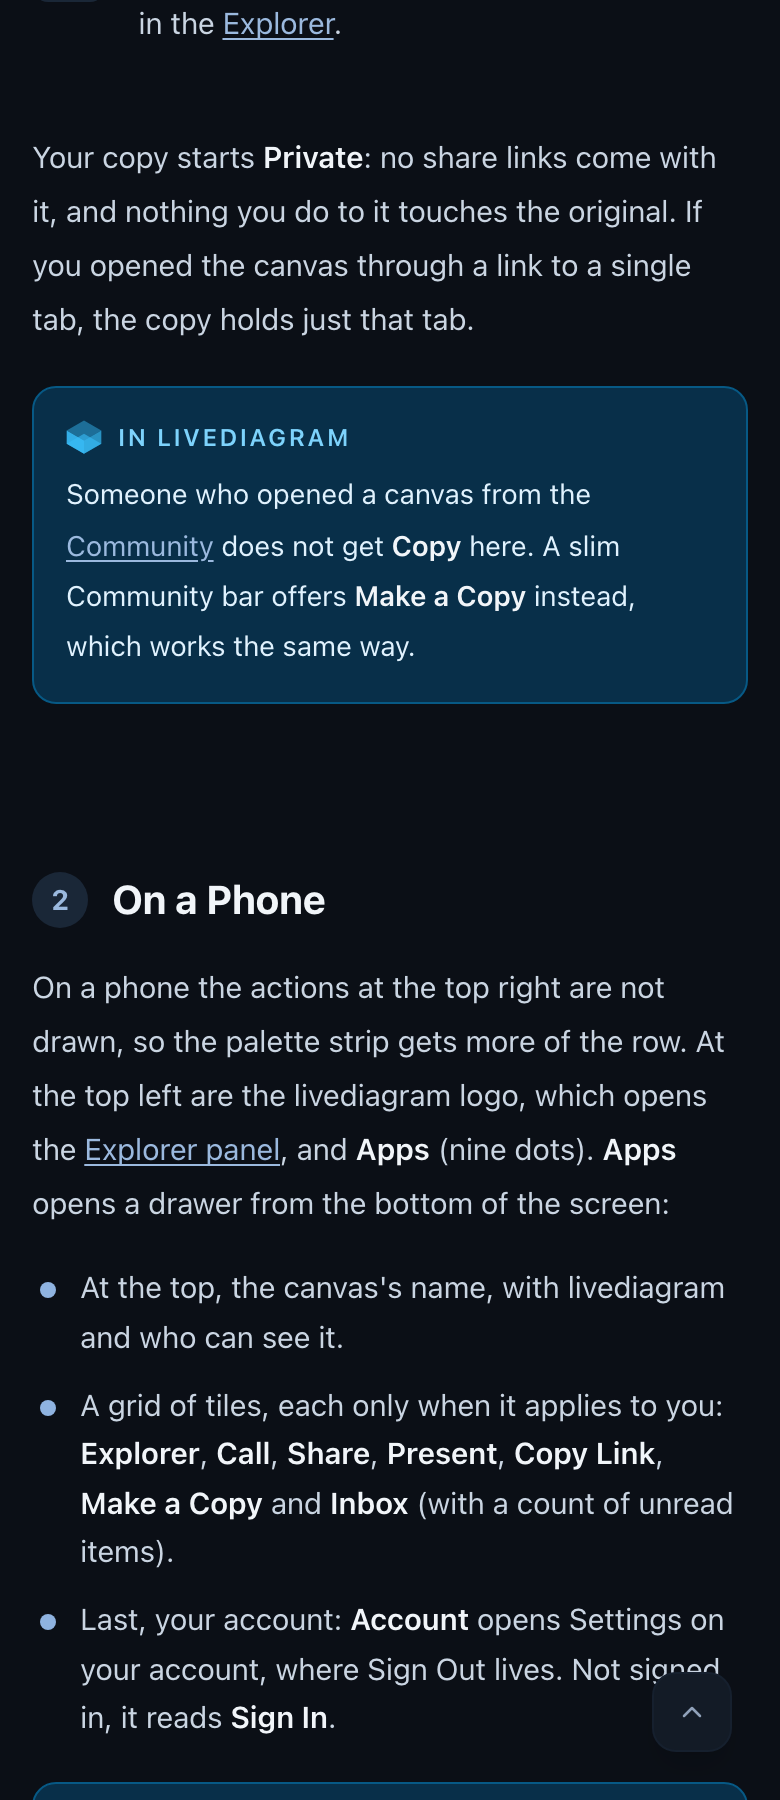 in the Explorer.
Your copy starts Private: no share links come with
it, and nothing you do to it touches the original. If
you opened the canvas through a link to a single
tab, the copy holds just that tab.
IN LIVEDIAGRAM
Someone who opened a canvas from the
Community does not get Copy here. A slim
Community bar offers Make a Copy instead,
which works the same way.
2 On a Phone
On a phone the actions at the top right are not
drawn, so the palette strip gets more of the row. At
the top left are the livediagram logo, which opens
the Explorer panel, and Apps (nine dots). Apps
opens a drawer from the bottom of the screen:
At the top, the canvas's name, with livediagram
and who can see it.
A grid of tiles, each only when it applies to you:
Explorer, Call, Share, Present, Copy Link,
Make a Copy and Inbox (with a count of unread
items).
Last, your account: Account opens Settings on
your account, where Sign Out lives. Not signed
in, it reads Sign In.